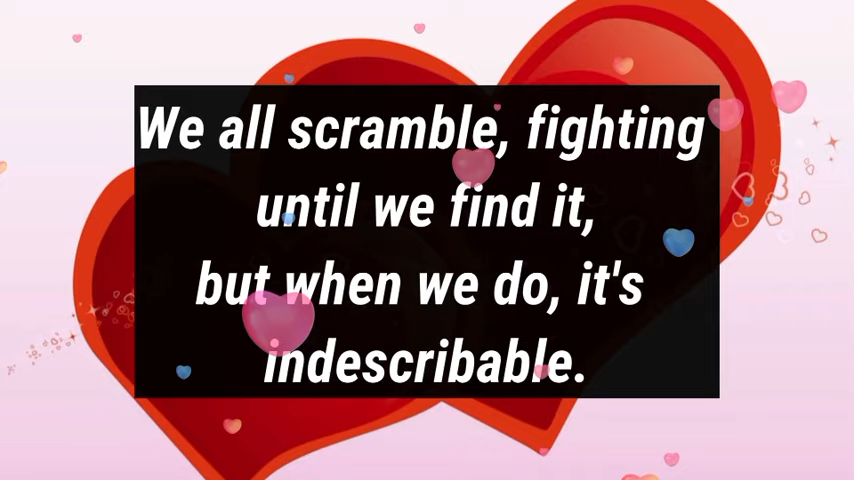 We all scramble, fighting
until we find it,
but when we do, it's
indescribable.